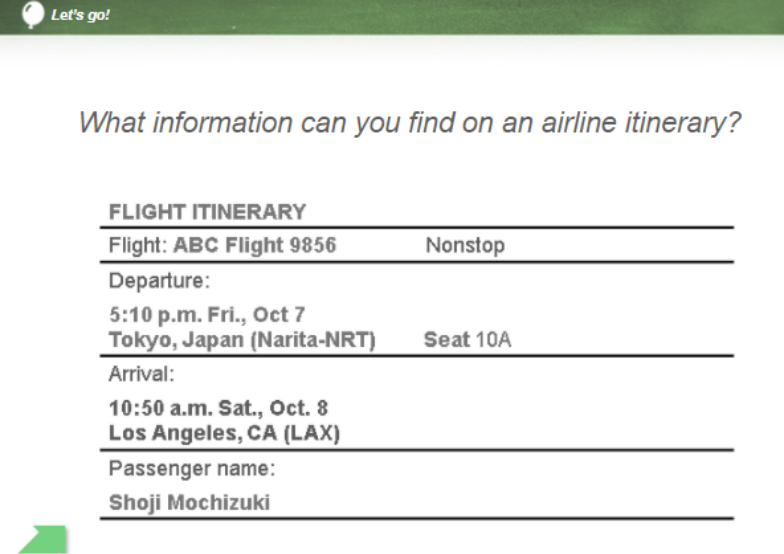 Let's go!
What information can you find on an airline itinerary?
FLIGHT ITINERARY
Flight: ABC Flight 9856 Nonstop
Departure:
5:10 p.m. Fri., Oct 7
Tokyo, Japan (Narita-NRT) Seat 10A
Arrival:
10:50 a.m. Sat., Oct. 8
Los Angeles, CA (LAX)
Passenger name:
Shoji Mochizuki